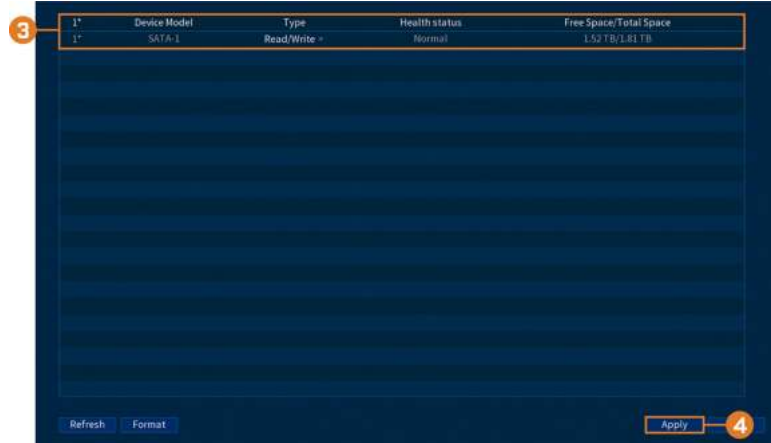 3
1* Device Model Type Health status Free Space/Total Space
1* SATA-1 Read/Write Normal 1.52 TB/1.81 TB
Refresh Format Apply 4